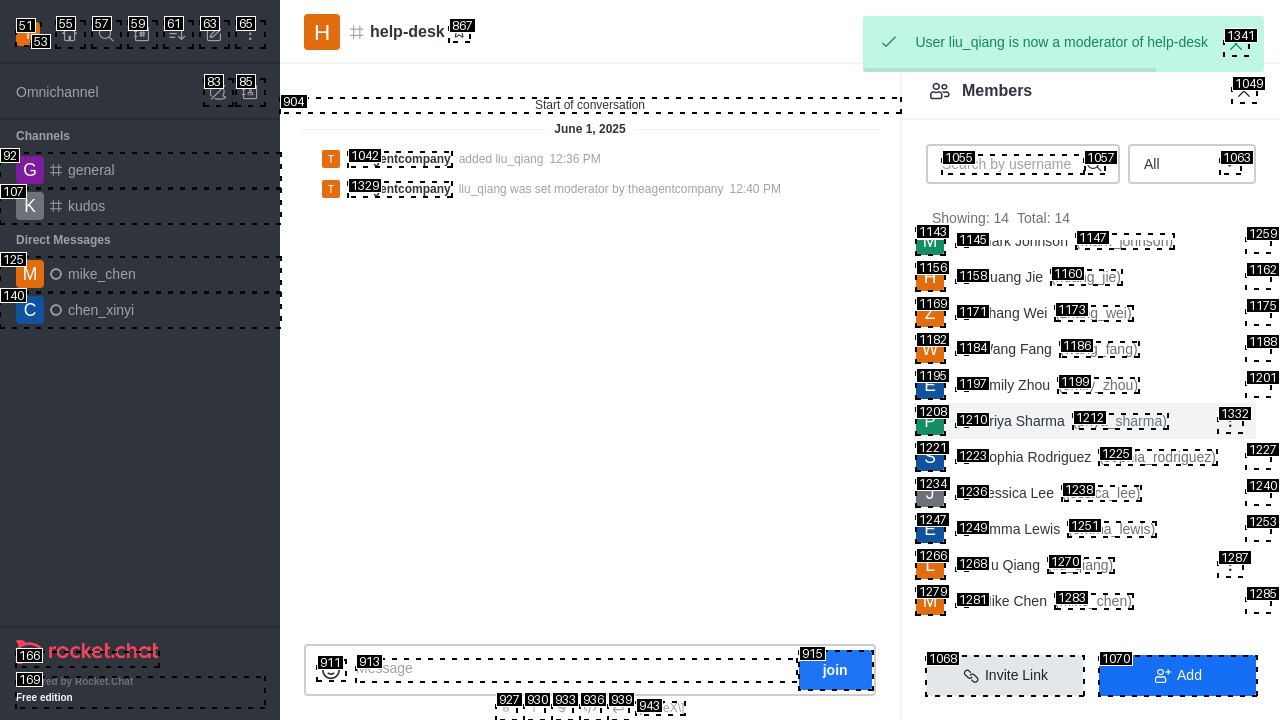 51 53 55 57 59 61 63 65
H help-desk 867
User liu_qiang is now a moderator of help-desk 1341
Omnichannel 83 85
Members 1049
904 Start of conversation
June 1, 2025
Channels
92 G general
107 K kudos
Direct Messages
125 M mike_chen
140 C chen_xinyi
T 1042 entcompany added liu_qiang 12:36 PM
T 1329 entcompany liu_qiang was set moderator by theagentcompany 12:40 PM
1055 Search by username 1057 All 1063
Showing: 14 Total: 14
1143 M 1145 ark Johnson 1147 johnson) 1259
1156 H 1158 uang Jie 1160 g_jie) 1162
1169 Z 1171 hang Wei 1173 g_wei) 1175
1182 W 1184 ang Fang 1186 _fang) 1188
1195 E 1197 mily Zhou 1199 y_zhou) 1201
1208 P 1210 riya Sharma 1212 _sharma) 1332
1221 S 1223 ophia Rodriguez 1225 ia_rodriguez) 1227
1234 J 1236 essica Lee 1238 ca_lee) 1240
1247 E 1249 mma Lewis 1251 a_lewis) 1253
1266 L 1268 u Qiang 1270 iang) 1287
1279 M 1281 ike Chen 1283 _chen) 1285
166 rocket.chat
169 ed by Rocket.Chat
Free edition
911 913 Message 915 join
927 930 933 936 939 943
1068 Invite Link 1070 Add